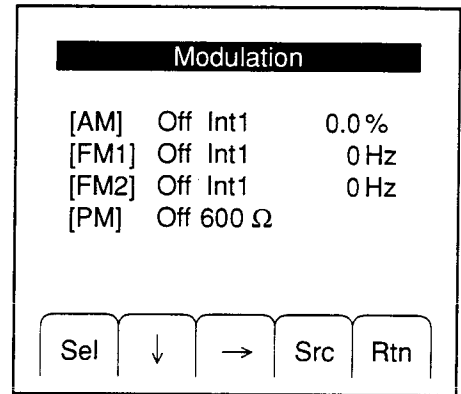 Modulation
[AM] Off Int1 0.0%
[FM1] Off Int1 0Hz
[FM2] Off Int1 0Hz
[PM] Off 600 Ω
Sel ↓ → Src Rtn